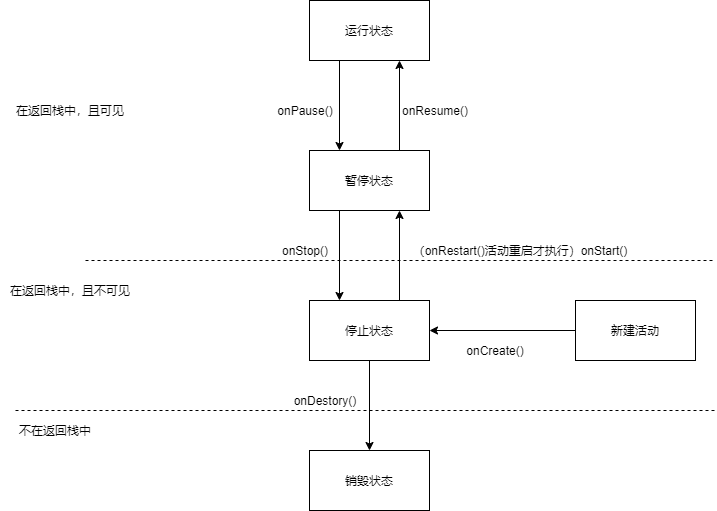 运行状态
在返回栈中，且可见
onPause()
onResume()
暂停状态
onStop()
（onRestart()活动重启才执行）onStart()
在返回栈中，且不可见
停止状态
新建活动
onCreate()
onDestory()
不在返回栈中
销毁状态